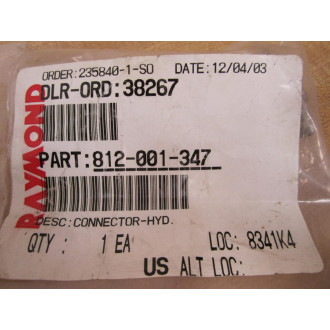 ORDER:235840-1-SO DATE:12/04/03
DLR-ORD:38267
RAYMOND
PART:812-001-347
DESC:CONNECTOR-HYD.
QTY : 1 EA LOC: 8341K4
US ALT LOC: